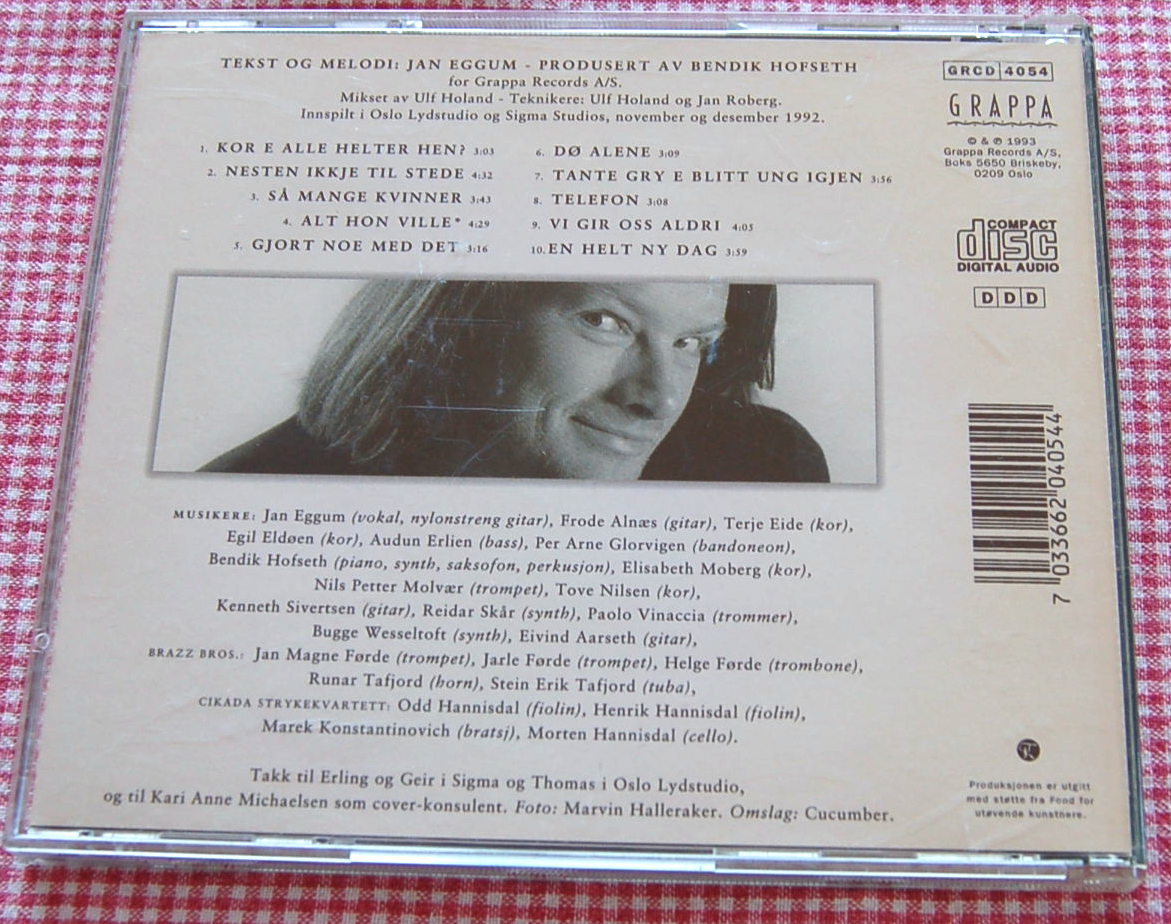 TEKST OG MELODI: JAN EGGUM - PRODUSERT AV BENDIK HOFSETH
for Grappa Records A/S.
Mikset av Ulf Holand - Teknikere: Ulf Holand og Jan Roberg.
Innspilt i Oslo Lydstudio og Sigma Studios, november og desember 1992.
1. KOR E ALLE HELTER HEN? 3:03
2. NESTEN IKKJE TIL STEDE 4:32
3. SÅ MANGE KVINNER 3:43
4. ALT HON VILLE* 4:29
5. GJORT NOE MED DET 3:16
6. DØ ALENE 3:09
7. TANTE GRY E BLITT UNG IGJEN 3:56
8. TELEFON 3:08
9. VI GIR OSS ALDRI 4:05
10. EN HELT NY DAG 3:59
GRCD 4054
GRAPPA
© & ℗ 1993
Grappa Records A/S,
Boks 5650 Briskeby,
0209 Oslo
COMPACT
disc
DIGITAL AUDIO
D D D
7 033662 040544
MUSIKERE: Jan Eggum (vokal, nylonstreng gitar), Frode Alnæs (gitar), Terje Eide (kor),
Egil Eldøen (kor), Audun Erlien (bass), Per Arne Glorvigen (bandoneon),
Bendik Hofseth (piano, synth, saksofon, perkusjon), Elisabeth Moberg (kor),
Nils Petter Molvær (trompet), Tove Nilsen (kor),
Kenneth Sivertsen (gitar), Reidar Skår (synth), Paolo Vinaccia (trommer),
Bugge Wesseltoft (synth), Eivind Aarseth (gitar),
BRAZZ BROS.: Jan Magne Førde (trompet), Jarle Førde (trompet), Helge Førde (trombone),
Runar Tafjord (horn), Stein Erik Tafjord (tuba),
CIKADA STRYKEKVARTETT: Odd Hannisdal (fiolin), Henrik Hannisdal (fiolin),
Marek Konstantinovich (bratsj), Morten Hannisdal (cello).
Takk til Erling og Geir i Sigma og Thomas i Oslo Lydstudio,
og til Kari Anne Michaelsen som cover-konsulent. Foto: Marvin Halleraker. Omslag: Cucumber.
Produksjonen er utgitt
med støtte fra Fond for
utøvende kunstnere.